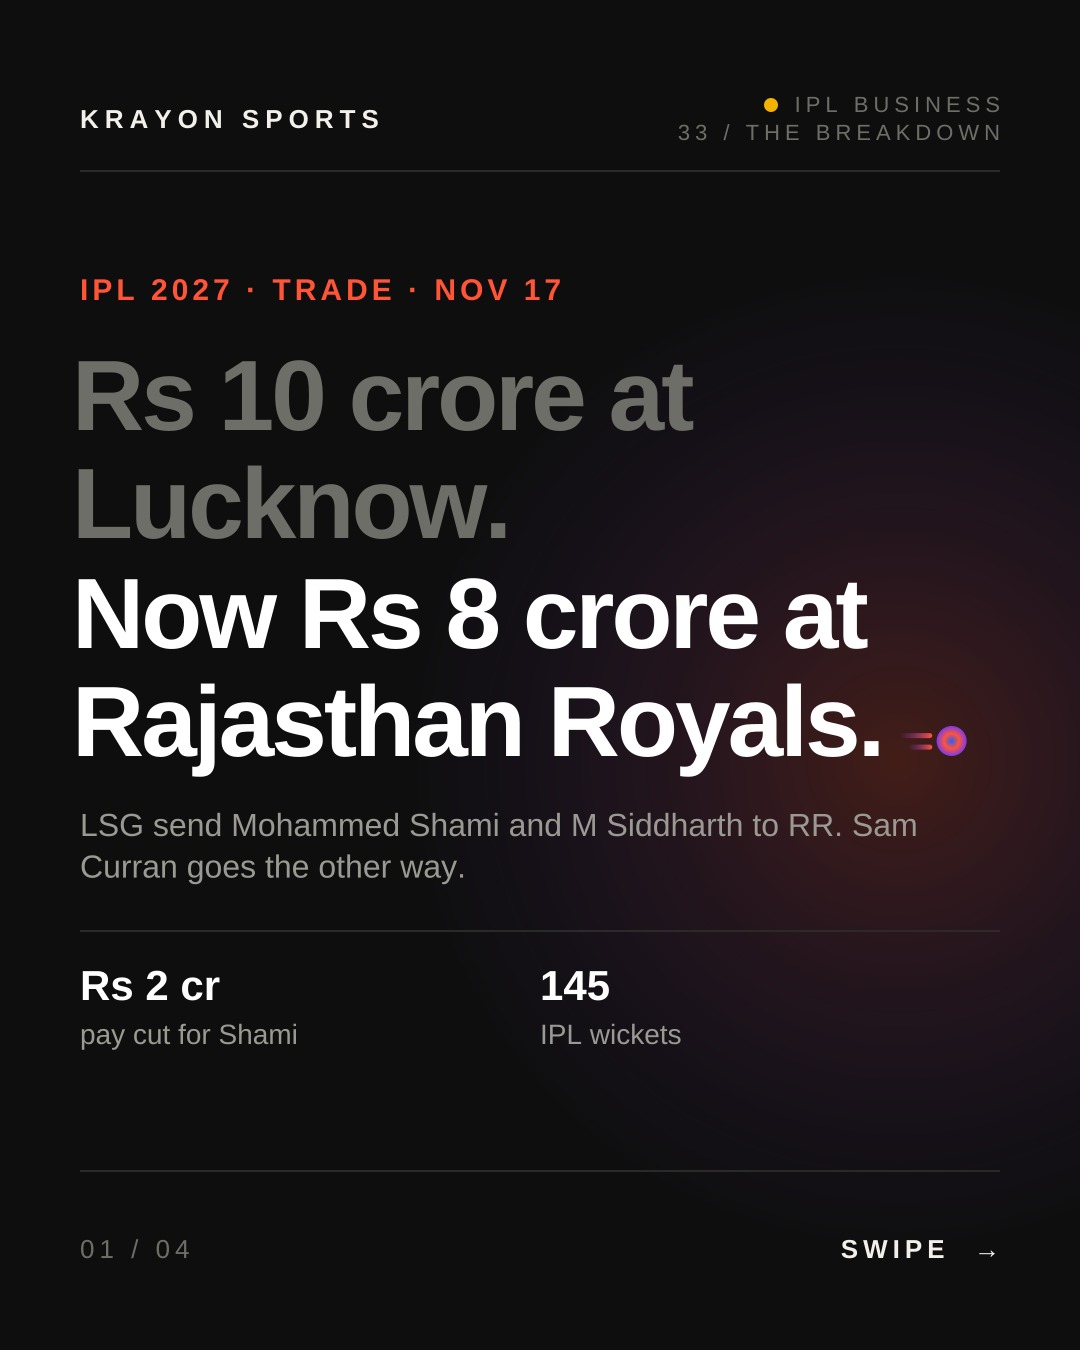 KRAYON SPORTS
IPL BUSINESS
33 / THE BREAKDOWN
IPL 2027 · TRADE · NOV 17
Rs 10 crore at
Lucknow.
Now Rs 8 crore at
Rajasthan Royals.
LSG send Mohammed Shami and M Siddharth to RR. Sam
Curran goes the other way.
Rs 2 cr
pay cut for Shami
145
IPL wickets
01 / 04
SWIPE →